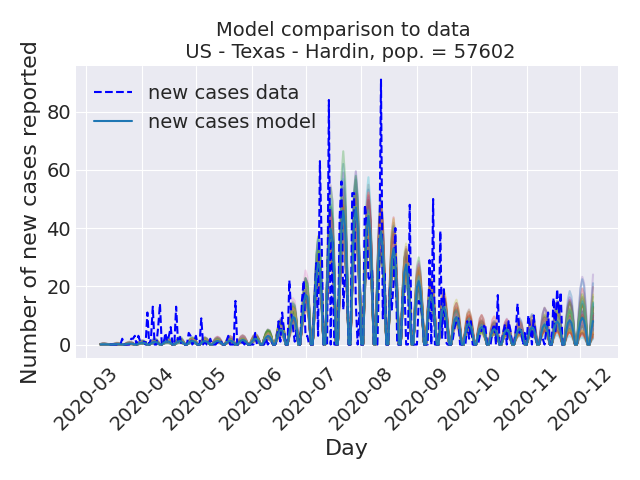 Model comparison to data
US - Texas - Hardin, pop. = 57602
Number of new cases reported
80
60
40
20
0
new cases data
new cases model
2020-03
2020-04
2020-05
2020-06
2020-07
2020-08
2020-09
2020-10
2020-11
2020-12
Day